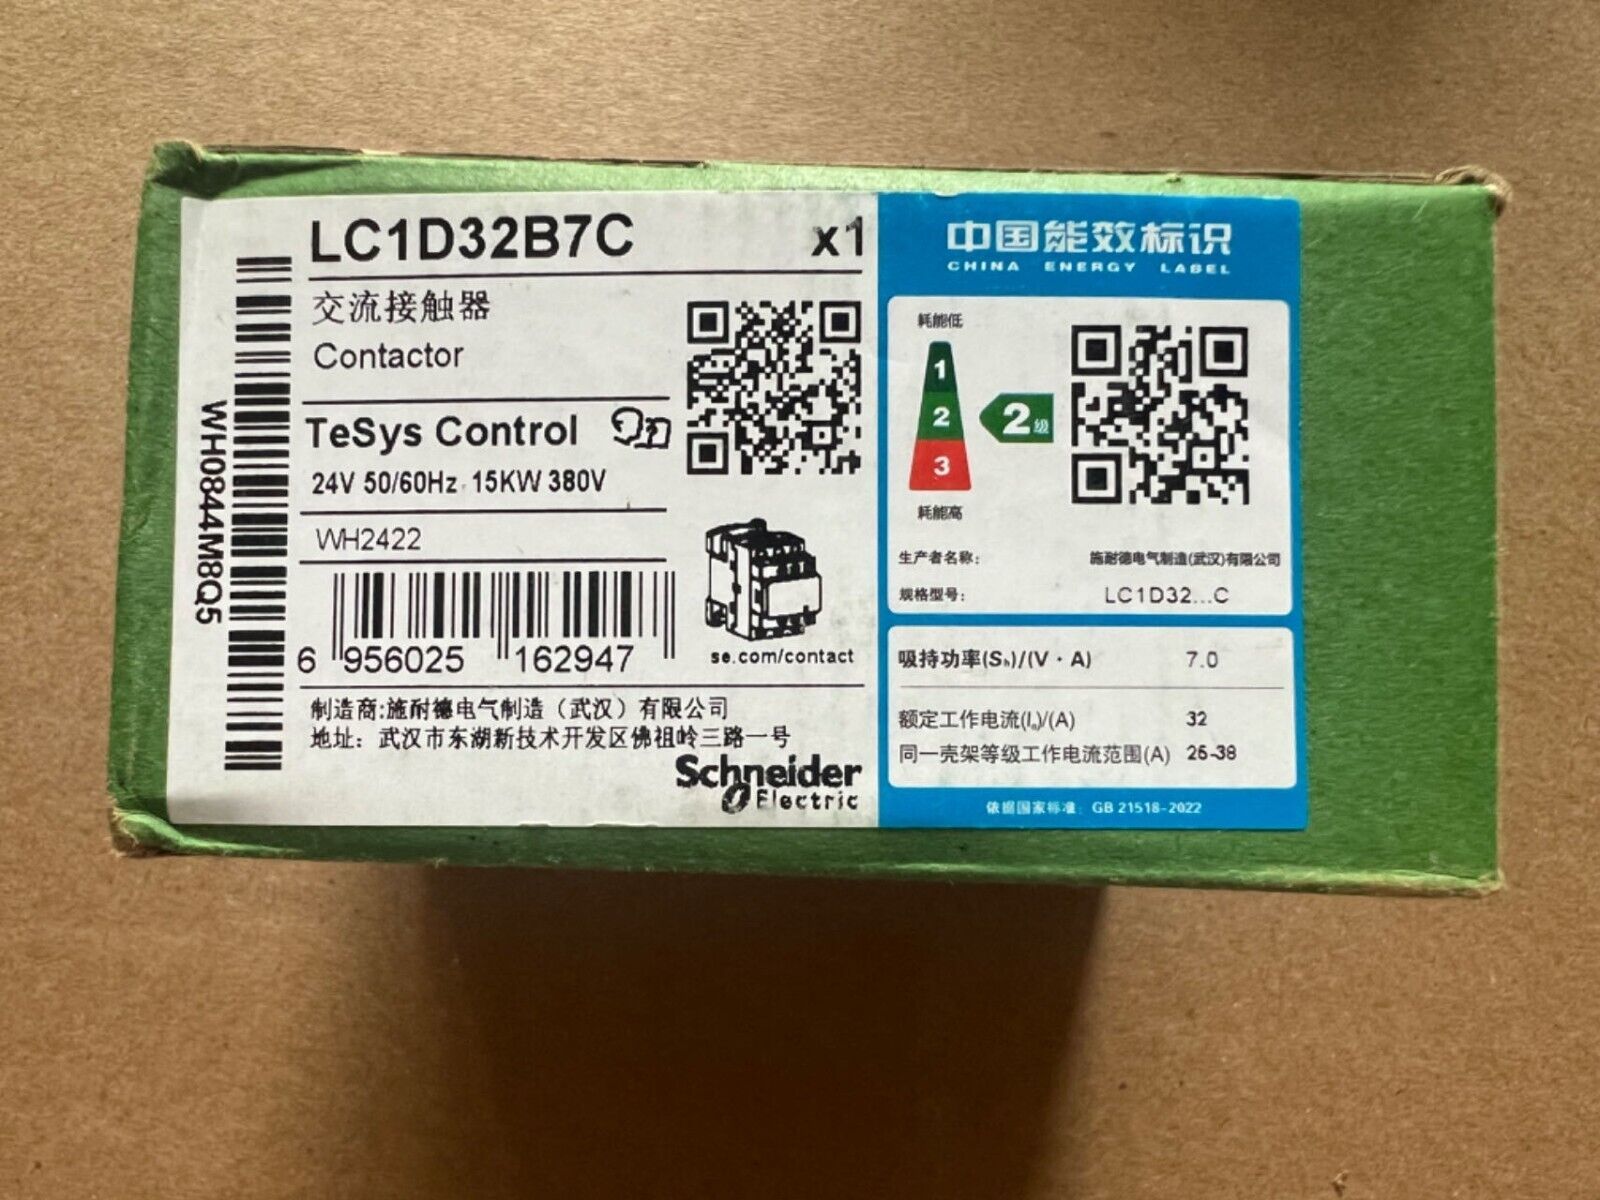 LC1D32B7C x1
交流接触器
Contactor
TeSys Control
24V 50/60Hz 15KW 380V
WH2422
WH0844M8Q5
6 956025 162947
se.com/contact
制造商:施耐德电气制造（武汉）有限公司
地址：武汉市东湖新技术开发区佛祖岭三路一号
Schneider
Electric
中国能效标识
CHINA ENERGY LABEL
耗能低
1
2
3
2级
耗能高
生产者名称: 施耐德电气制造(武汉)有限公司
规格型号: LC1D32...C
吸持功率(Sh)/(V·A) 7.0
额定工作电流(Ie)/(A) 32
同一壳架等级工作电流范围(A) 25-38
依据国家标准: GB 21518-2022